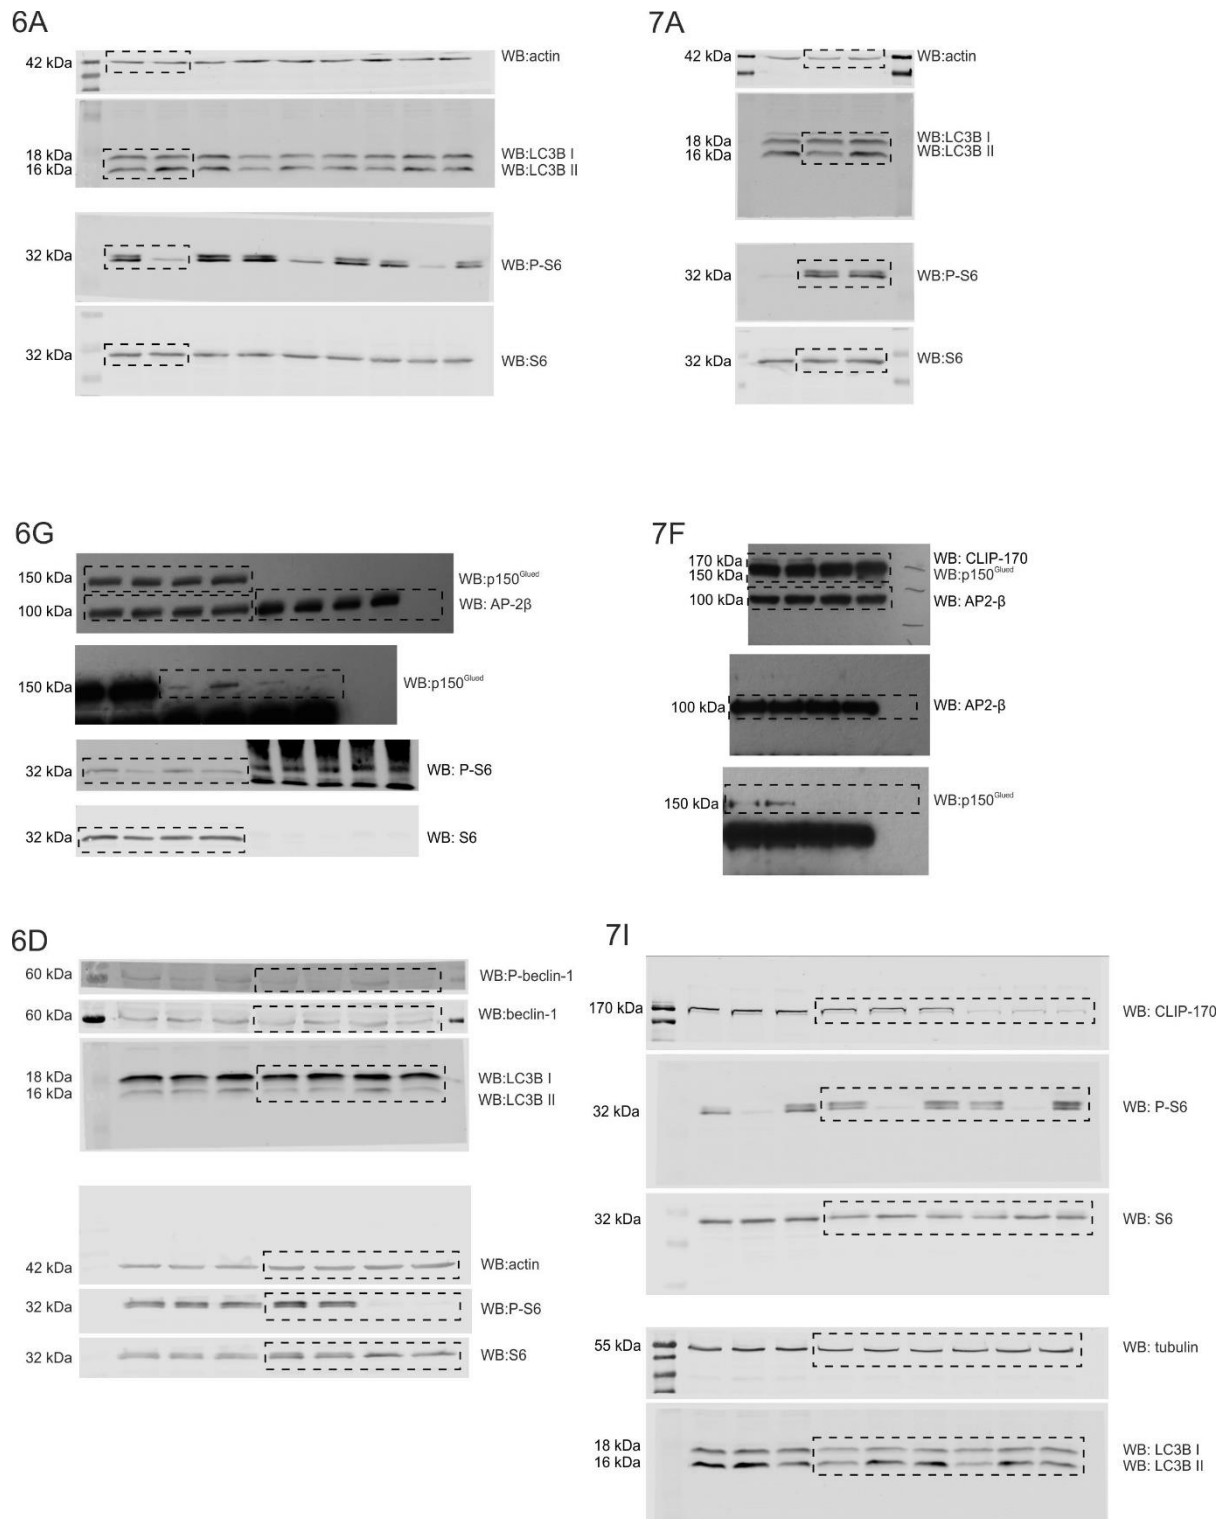 6A
42 kDa WB:actin
18 kDa WB:LC3B I
16 kDa WB:LC3B II
32 kDa WB:P-S6
32 kDa WB:S6
7A
42 kDa WB:actin
18 kDa WB:LC3B I
16 kDa WB:LC3B II
32 kDa WB:P-S6
32 kDa WB:S6
6G
150 kDa WB:p150Glued
100 kDa WB: AP-2β
150 kDa WB:p150Glued
32 kDa WB: P-S6
32 kDa WB: S6
7F
170 kDa WB: CLIP-170
150 kDa WB:p150Glued
100 kDa WB: AP2-β
100 kDa WB: AP2-β
150 kDa WB:p150Glued
6D
60 kDa WB:P-beclin-1
60 kDa WB:beclin-1
18 kDa WB:LC3B I
16 kDa WB:LC3B II
42 kDa WB:actin
32 kDa WB:P-S6
32 kDa WB:S6
7I
170 kDa WB: CLIP-170
32 kDa WB: P-S6
32 kDa WB: S6
55 kDa WB: tubulin
18 kDa WB: LC3B I
16 kDa WB: LC3B II